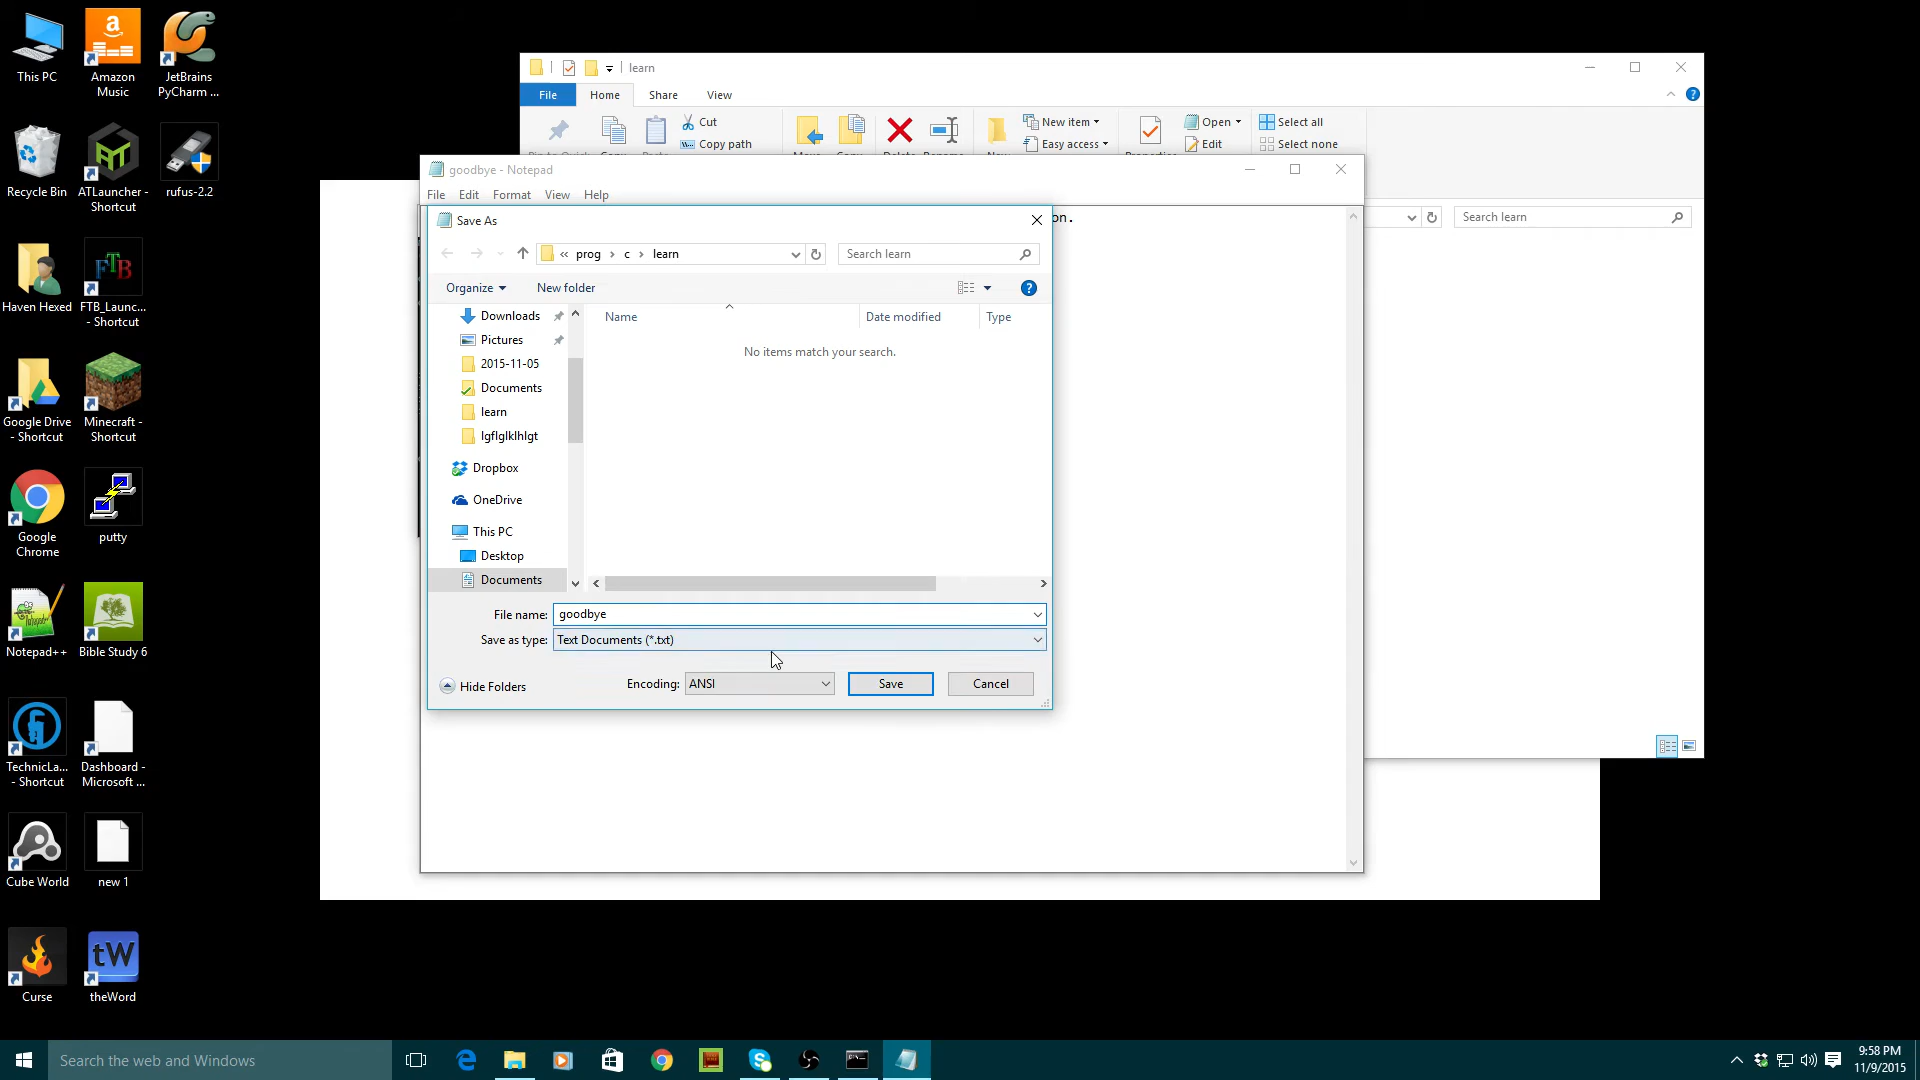 This PC
Amazon
Music
JetBrains
PyCharm ...
Recycle Bin
ATLauncher -
Shortcut
rufus-2.2
Haven Hexed
FTB_Launc...
- Shortcut
Google Drive
- Shortcut
Minecraft -
Shortcut
Google
Chrome
putty
Notepad++
Bible Study 6
TechnicLa...
- Shortcut
Dashboard -
Microsoft ...
Cube World
new 1
Curse
theWord
learn
File
Home
Share
View
Cut
Copy path
New item
Easy access
Open
Edit
Select all
Select none
Search learn
goodbye - Notepad
File
Edit
Format
View
Help
on.
Save As
« prog > c > learn
Search learn
Organize
New folder
Name
Date modified
Type
No items match your search.
Downloads
Pictures
2015-11-05
Documents
learn
lgflglklhlgt
Dropbox
OneDrive
This PC
Desktop
Documents
File name:
goodbye
Save as type:
Text Documents (*.txt)
Hide Folders
Encoding:
ANSI
Save
Cancel
Search the web and Windows
9:58 PM
11/9/2015